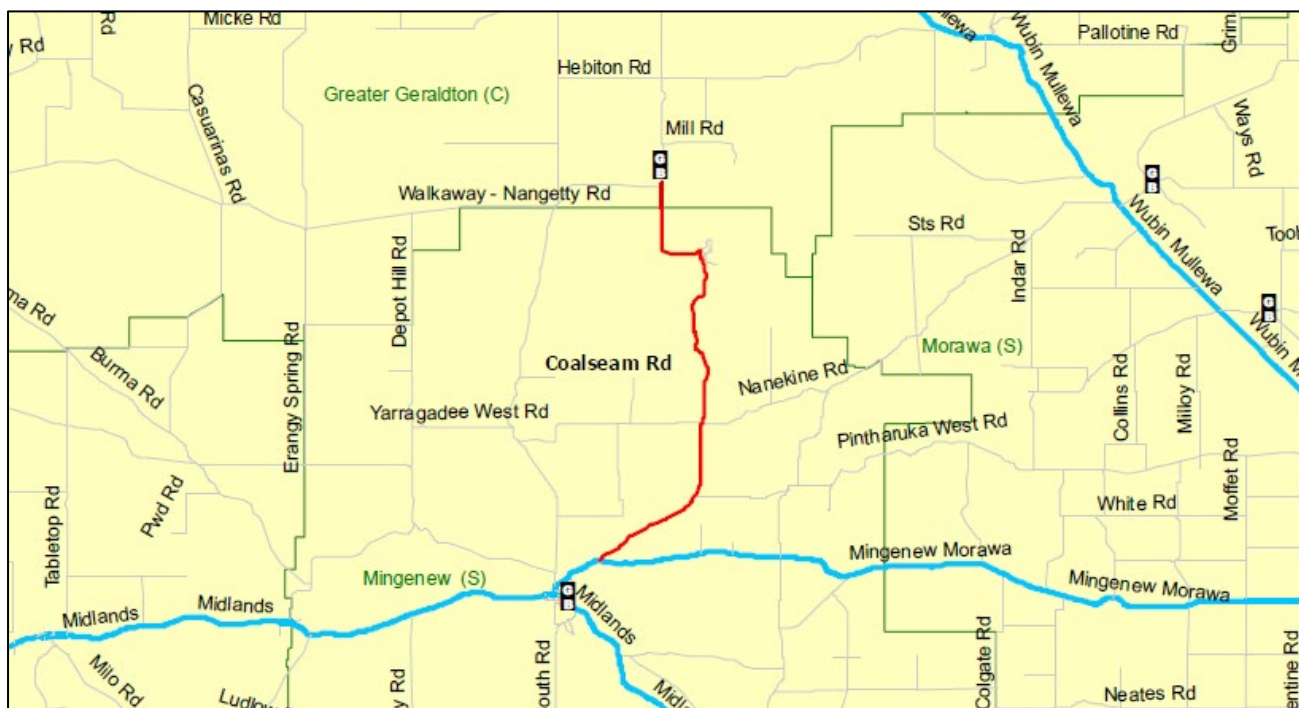 Micke Rd
Rd
Rd
Casuarinas Rd
Greater Geraldton (C)
Hebiton Rd
Mill Rd
G
B
Walkaway - Nangetty Rd
Wubin Mullewa
Pallotine Rd
Wubin Mullewa
Ways Rd
G
B
Sts Rd
Indar Rd
Depot Hill Rd
G
B
Burma Rd
Erangy Spring Rd
Coalseam Rd
Morawa (S)
Nanekine Rd
Collins Rd
Milloy Rd
Yarragadee West Rd
Pintharuka West Rd
Moffet Rd
Pwd Rd
Tabletop Rd
White Rd
Mingenew (S)
Mingenew Morawa
Mingenew Morawa
G
B
Midlands
Midlands
Midlands
Milo Rd
Colgate Rd
Neates Rd